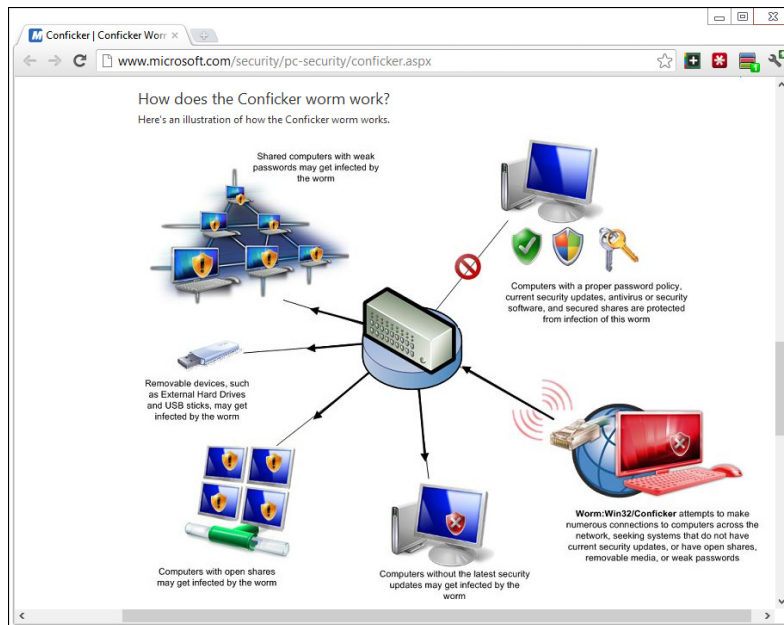 Conficker | Conficker Worr
www.microsoft.com/security/pc-security/conficker.aspx
How does the Conficker worm work?
Here's an illustration of how the Conficker worm works.
Shared computers with weak
passwords may get infected by
the worm
Computers with a proper password policy,
current security updates, antivirus or security
software, and secured shares are protected
from infection of this worm
Removable devices, such
as External Hard Drives
and USB sticks, may get
infected by the worm
Worm:Win32/Conficker attempts to make
numerous connections to computers across the
network, seeking systems that do not have
current security updates, or have open shares,
removable media, or weak passwords
Computers with open shares
may get infected by the worm
Computers without the latest security
updates may get infected by the
worm